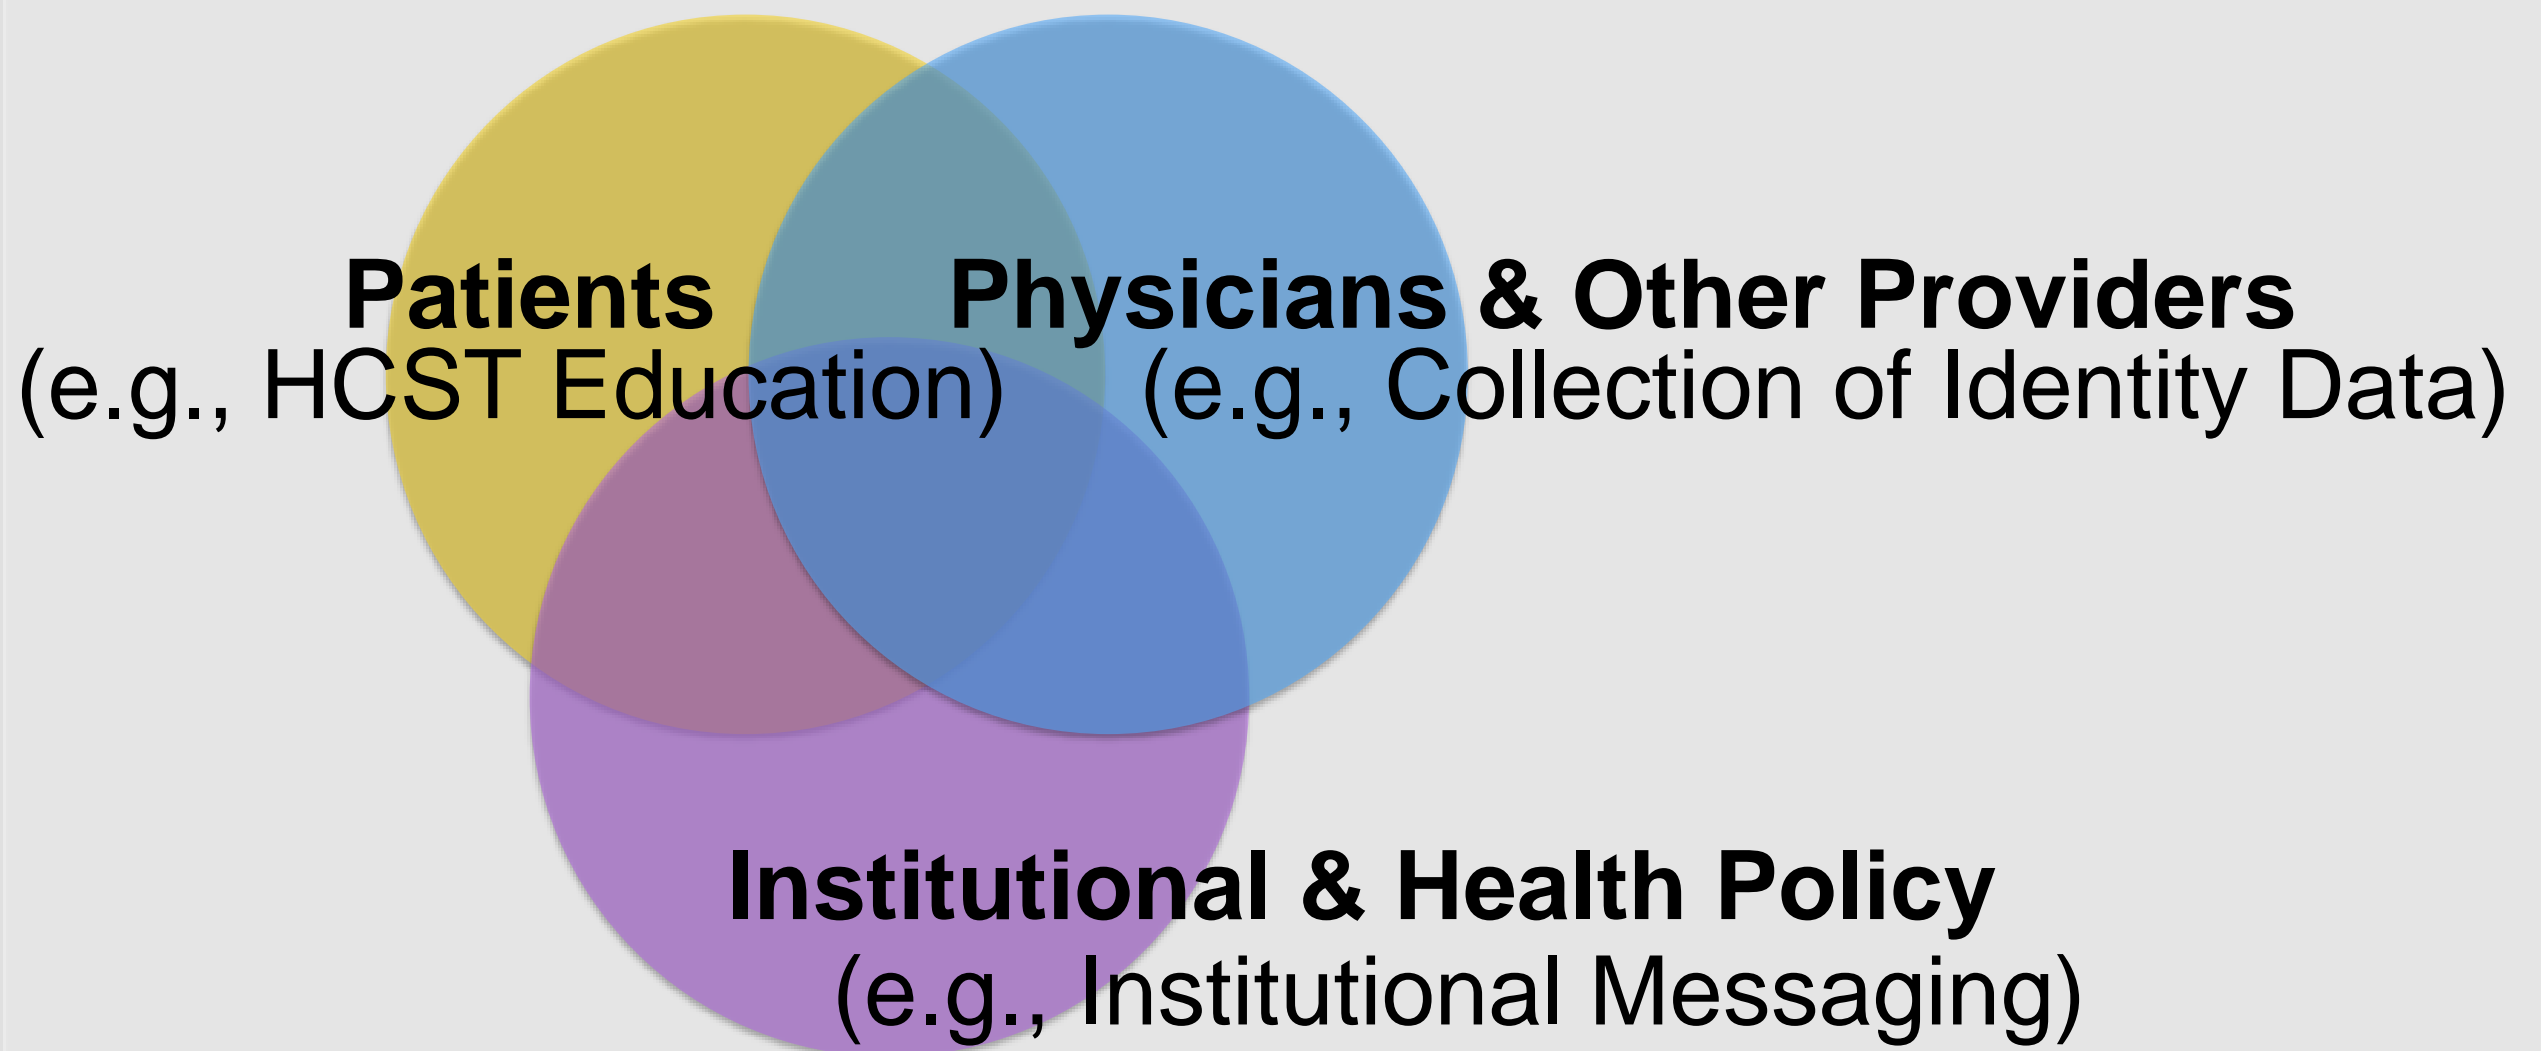 Patients
(e.g., HCST Education)
Physicians & Other Providers
(e.g., Collection of Identity Data)
Institutional & Health Policy
(e.g., Institutional Messaging)